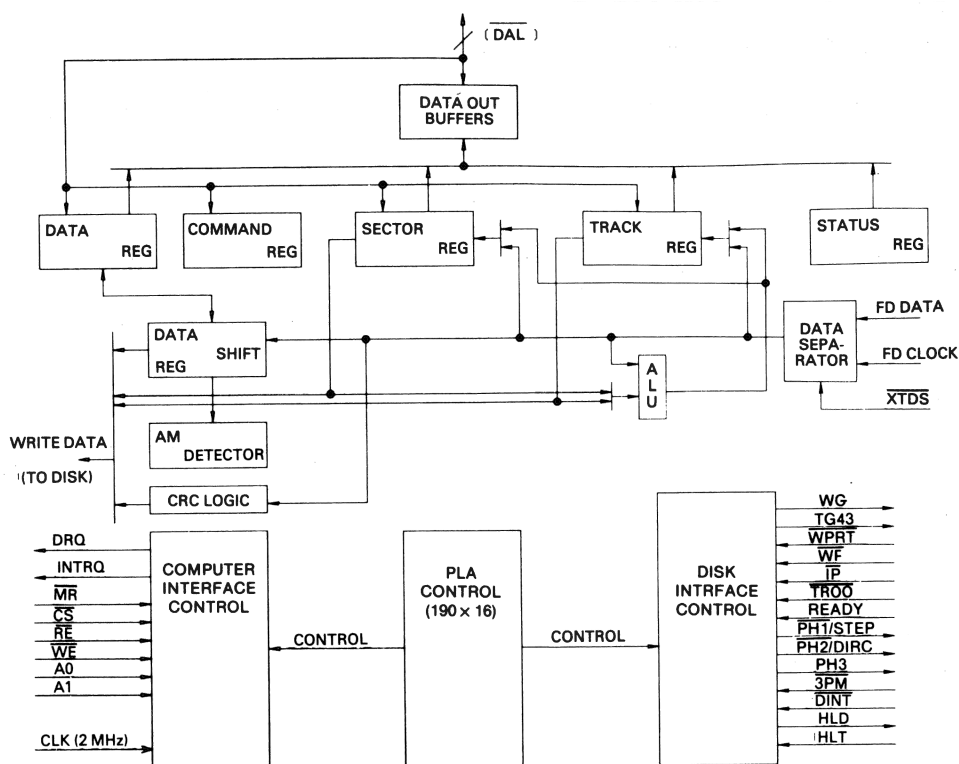 (DAL)
DATA OUT
BUFFERS
DATA
REG
COMMAND
REG
SECTOR
REG
TRACK
REG
STATUS
REG
DATA
SHIFT
REG
DATA
SEPA-
RATOR
FD DATA
FD CLOCK
XTDS
A
L
U
AM
DETECTOR
WRITE DATA
(TO DISK)
CRC LOGIC
DRQ
INTRQ
MR
CS
RE
WE
A0
A1
CLK (2 MHz)
COMPUTER
INTERFACE
CONTROL
CONTROL
PLA
CONTROL
(190 × 16)
CONTROL
DISK
INTRFACE
CONTROL
WG
TG43
WPRT
WF
IP
TROO
READY
PH1/STEP
PH2/DIRC
PH3
3PM
DINT
HLD
HLT